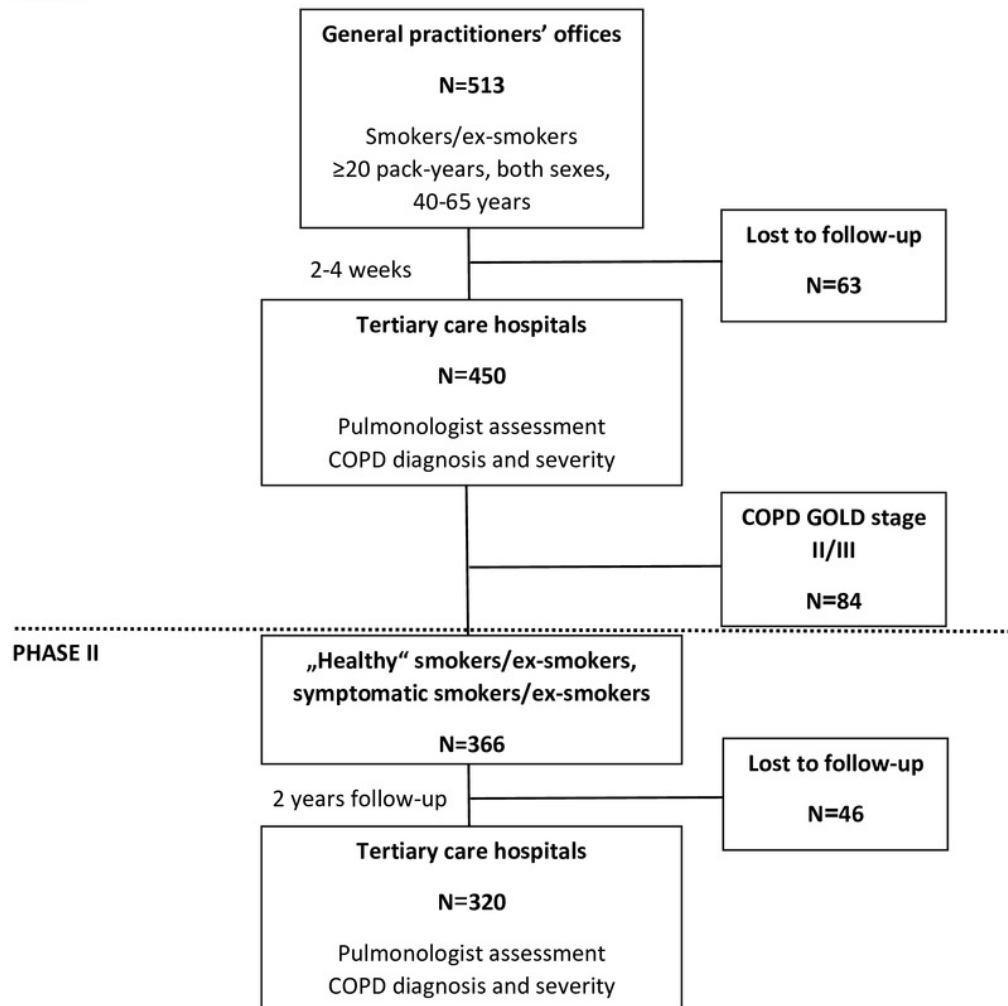 General practitioners' offices
N=513
Smokers/ex-smokers
≥20 pack-years, both sexes,
40-65 years
Lost to follow-up
N=63
2-4 weeks
Tertiary care hospitals
N=450
Pulmonologist assessment
COPD diagnosis and severity
COPD GOLD stage
II/III
N=84
PHASE II
„Healthy“ smokers/ex-smokers,
symptomatic smokers/ex-smokers
N=366
Lost to follow-up
N=46
2 years follow-up
Tertiary care hospitals
N=320
Pulmonologist assessment
COPD diagnosis and severity